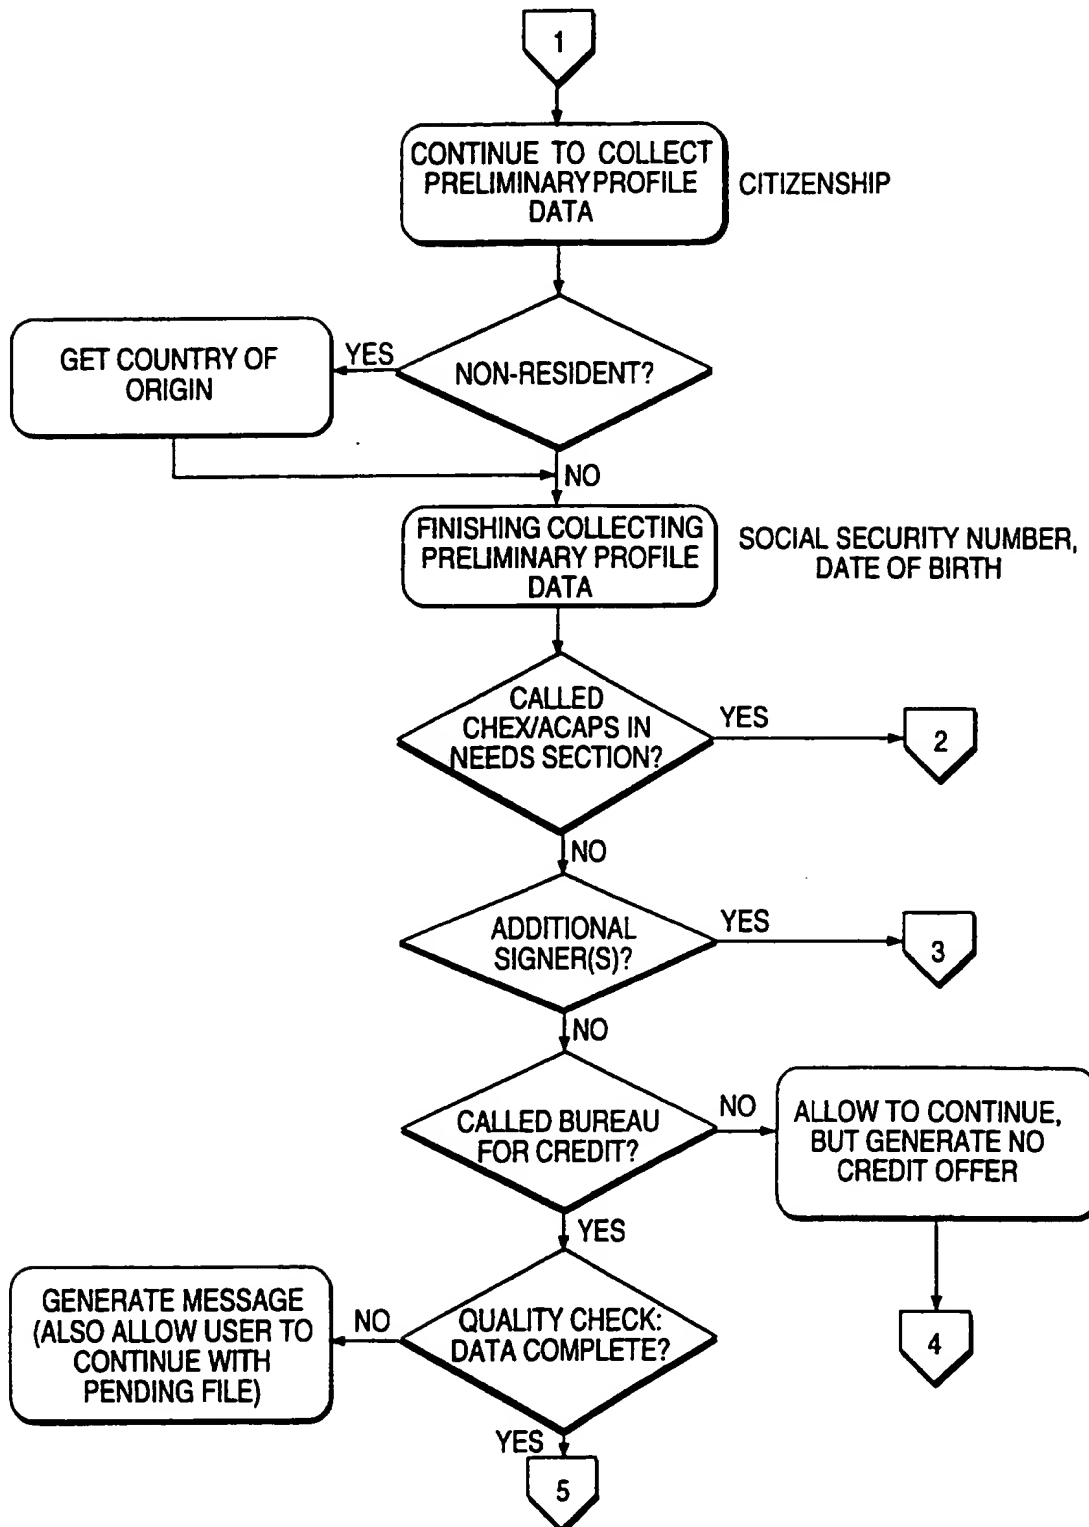 1
CONTINUE TO COLLECT
PRELIMINARY PROFILE
DATA
CITIZENSHIP
NON-RESIDENT?
YES
GET COUNTRY OF
ORIGIN
NO
FINISHING COLLECTING
PRELIMINARY PROFILE
DATA
SOCIAL SECURITY NUMBER,
DATE OF BIRTH
CALLED
CHEX/ACAPS IN
NEEDS SECTION?
YES
2
NO
ADDITIONAL
SIGNER(S)?
YES
3
NO
CALLED BUREAU
FOR CREDIT?
NO
ALLOW TO CONTINUE,
BUT GENERATE NO
CREDIT OFFER
4
YES
QUALITY CHECK:
DATA COMPLETE?
NO
GENERATE MESSAGE
(ALSO ALLOW USER TO
CONTINUE WITH
PENDING FILE)
YES
5